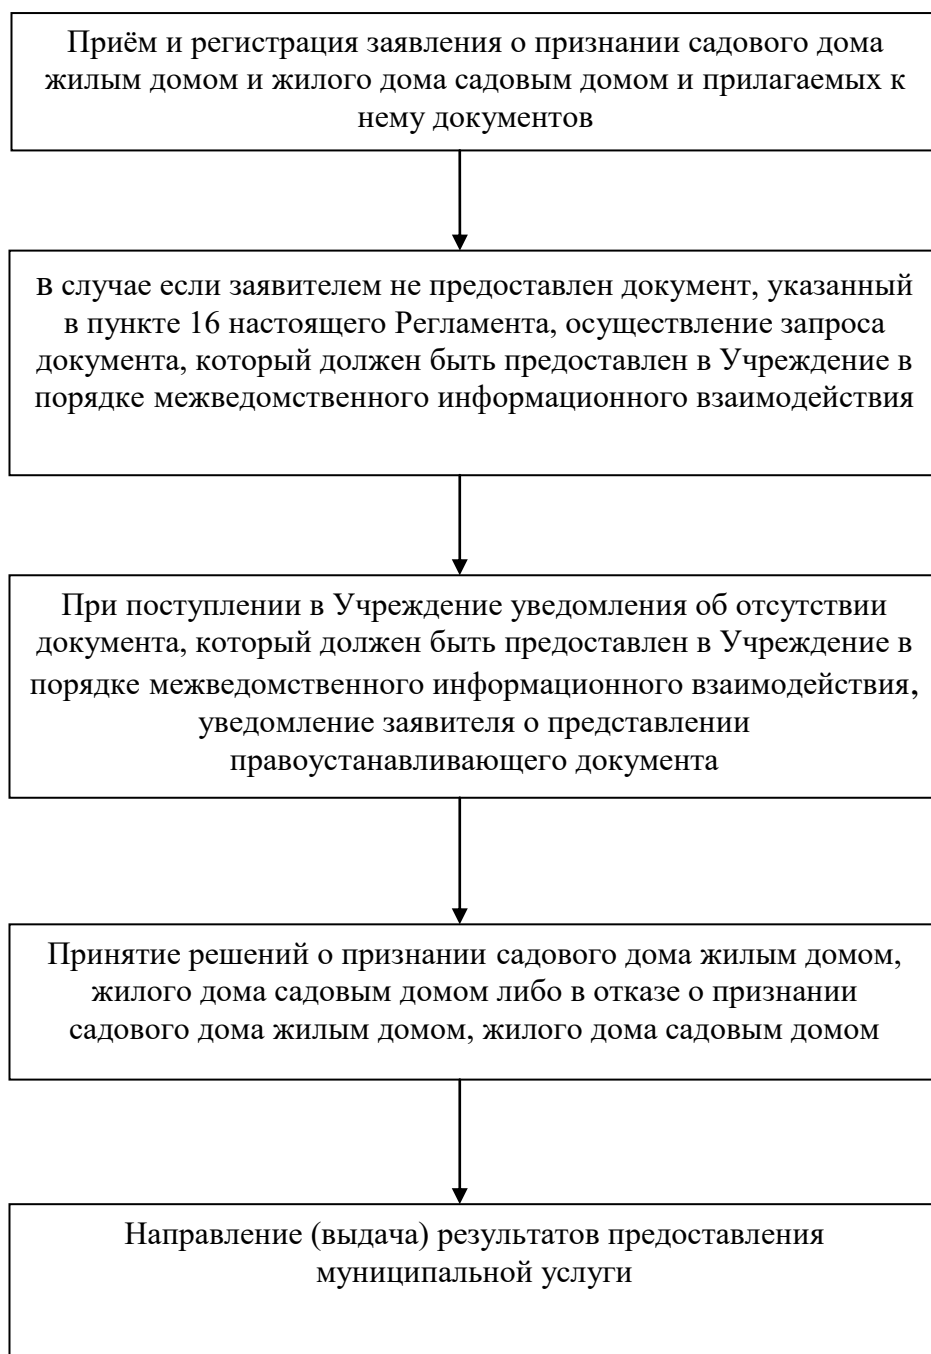 Приём и регистрация заявления о признании садового дома
жилым домом и жилого дома садовым домом и прилагаемых к
нему документов
в случае если заявителем не предоставлен документ, указанный
в пункте 16 настоящего Регламента, осуществление запроса
документа, который должен быть предоставлен в Учреждение в
порядке межведомственного информационного взаимодействия
При поступлении в Учреждение уведомления об отсутствии
документа, который должен быть предоставлен в Учреждение в
порядке межведомственного информационного взаимодействия,
уведомление заявителя о представлении
правоустанавливающего документа
Принятие решений о признании садового дома жилым домом,
жилого дома садовым домом либо в отказе о признании
садового дома жилым домом, жилого дома садовым домом
Направление (выдача) результатов предоставления
муниципальной услуги